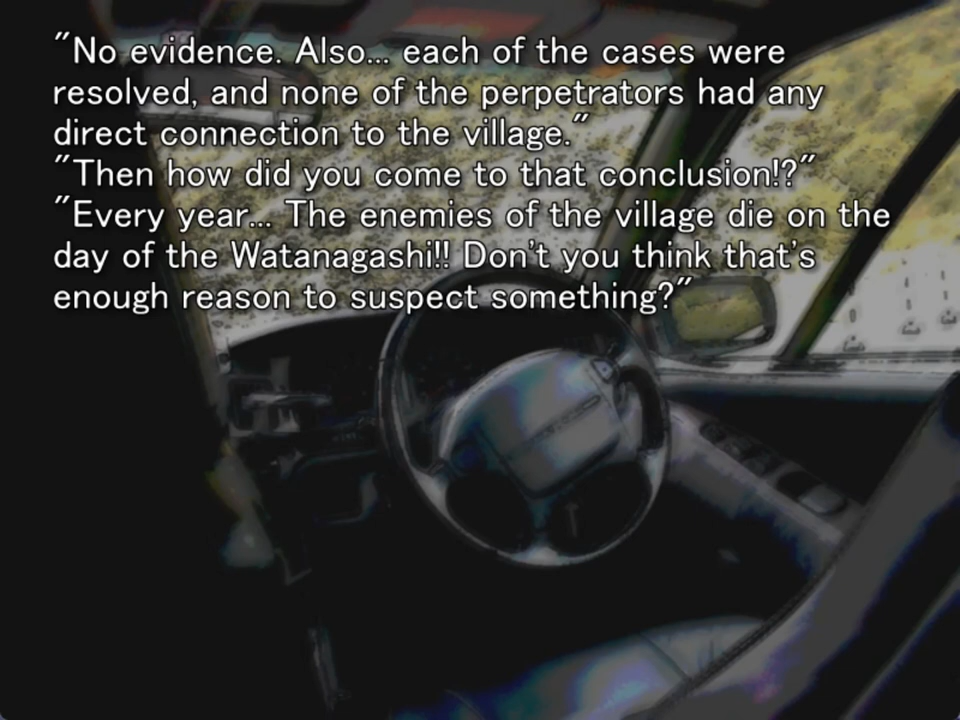 "No evidence. Also... each of the cases were
resolved, and none of the perpetrators had any
direct connection to the village."
"Then how did you come to that conclusion!?"
"Every year... The enemies of the village die on the
day of the Watanagashi!! Don't you think that's
enough reason to suspect something?"